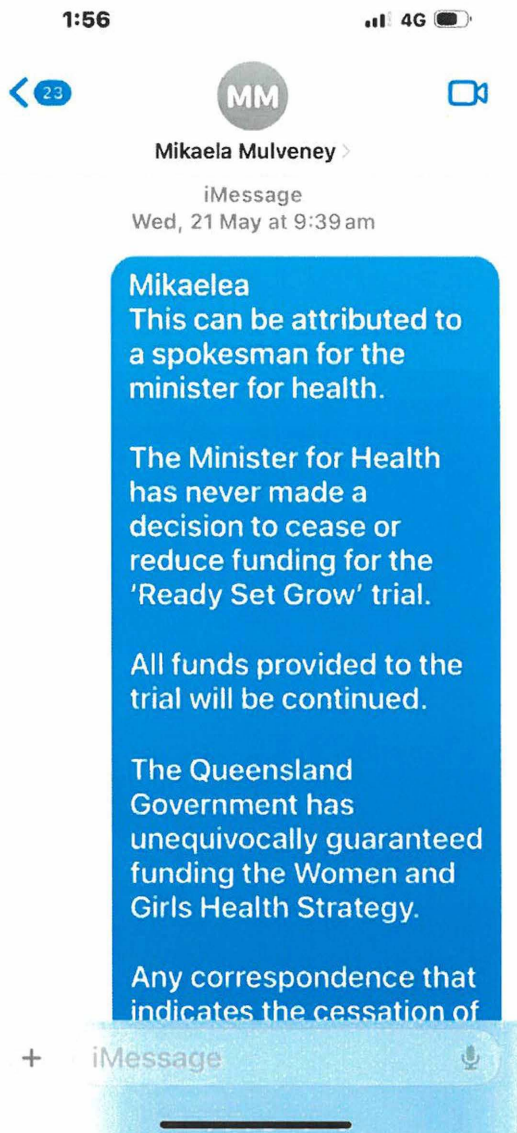 1:56
4G
23
MM
Mikaela Mulveney
iMessage
Wed, 21 May at 9:39 am
Mikaelea
This can be attributed to
a spokesman for the
minister for health.
The Minister for Health
has never made a
decision to cease or
reduce funding for the
‘Ready Set Grow’ trial.
All funds provided to the
trial will be continued.
The Queensland
Government has
unequivocally guaranteed
funding the Women and
Girls Health Strategy.
Any correspondence that
indicates the cessation of
iMessage